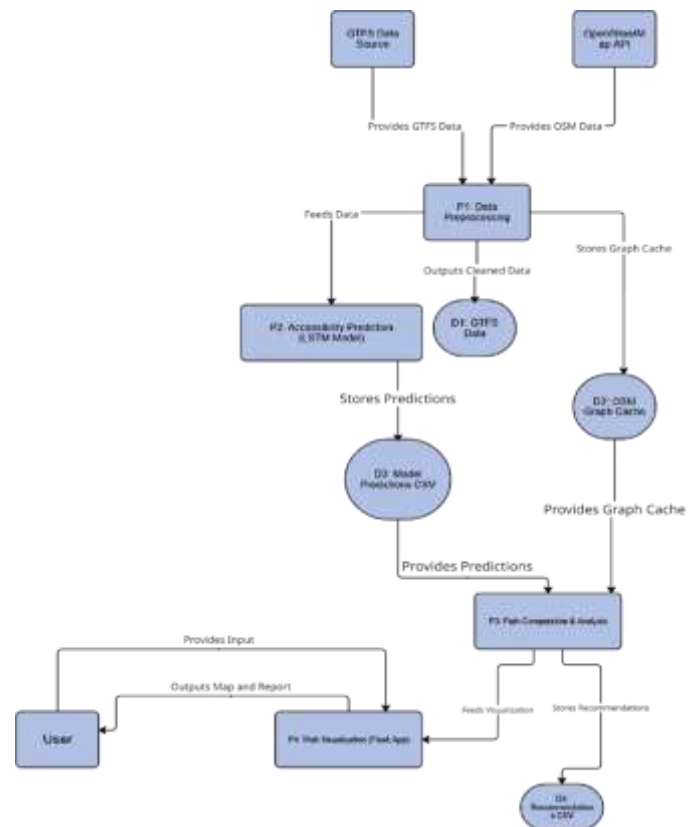 GTFS Data
Source
OpenStreetM
ap API
Provides GTFS Data
Provides OSM Data
P1: Data
Preprocessing
Feeds Data
Stores Graph Cache
Outputs Cleaned Data
P2: Accessibility Prediction
(LSTM Model)
D1: GTFS
Data
D2: OSM
Graph Cache
Stores Predictions
D3: Model
Predictions CSV
Provides Graph Cache
Provides Predictions
P3: Path Computation & Analysis
Provides Input
Outputs Map and Report
Feeds Visualization
Stores Recommendations
User
P4: Web Visualization (Flask App)
D4:
Recommendation
s CSV